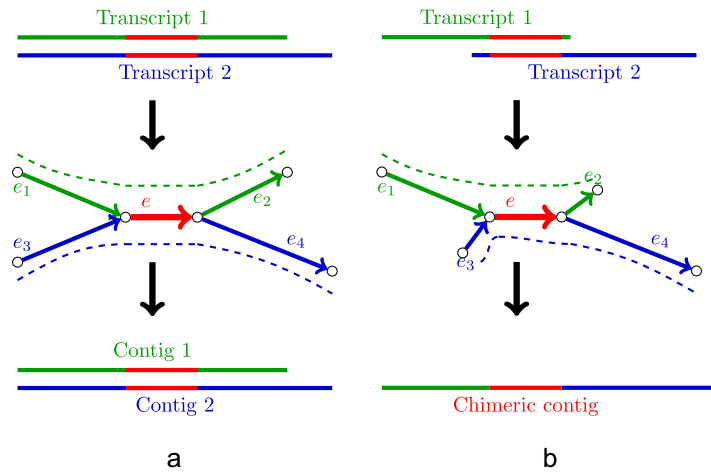 Transcript 1
Transcript 2
e1
e
e2
e3
e4
Contig 1
Contig 2
a
Transcript 1
Transcript 2
e1
e
e2
e3
e4
Chimeric contig
b